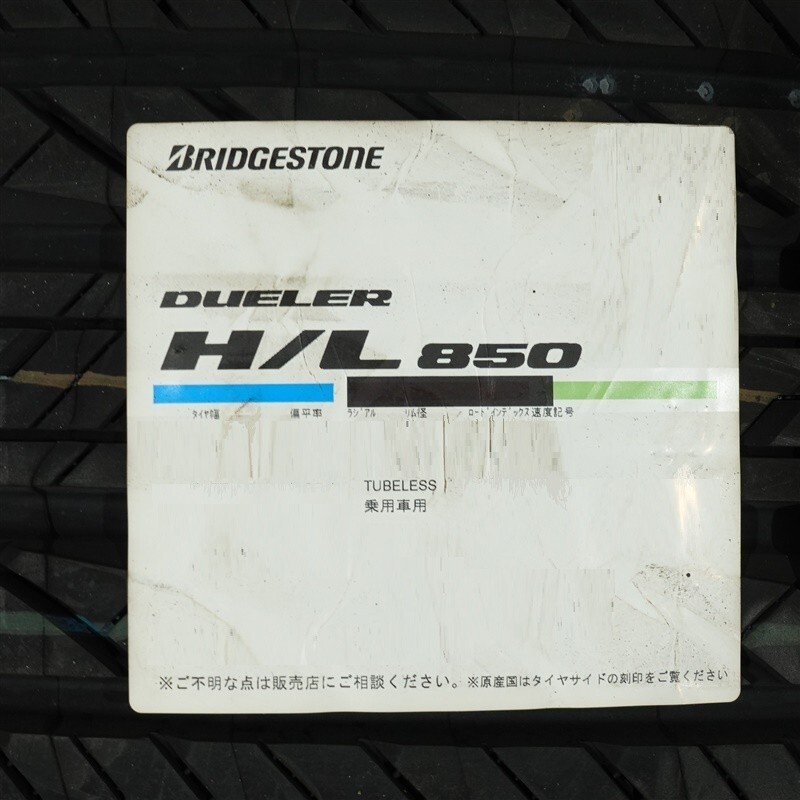 BRIDGESTONE
DUELER
H/L 850
タイヤ幅 偏平率 ラジアル リム径 ロードインデックス 速度記号
TUBELESS
乗用車用
※ご不明な点は販売店にご相談ください。※原産国はタイヤサイドの刻印をご覧ください